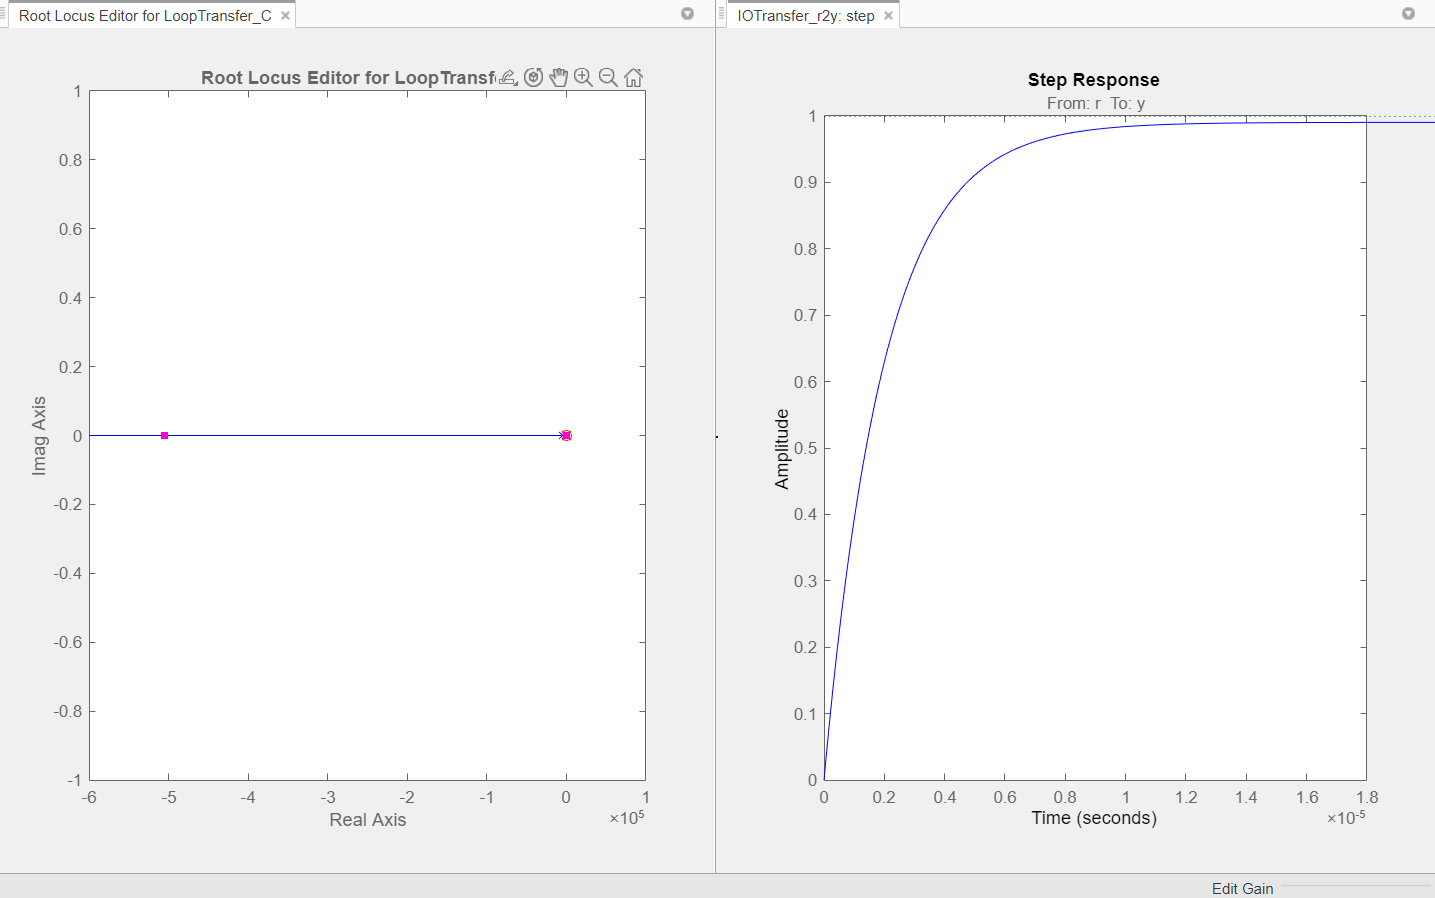 Root Locus Editor for LoopTransfer_C
IOTransfer_r2y: step
Root Locus Editor for LoopTransf
1
0.8
0.6
0.4
0.2
0
-0.2
-0.4
-0.6
-0.8
-1
Imag Axis
-6 -5 -4 -3 -2 -1 0 1
Real Axis
×10⁵
Step Response
From: r To: y
1
0.9
0.8
0.7
0.6
0.5
0.4
0.3
0.2
0.1
0
Amplitude
0 0.2 0.4 0.6 0.8 1 1.2 1.4 1.6 1.8
Time (seconds)
×10⁻⁵
Edit Gain